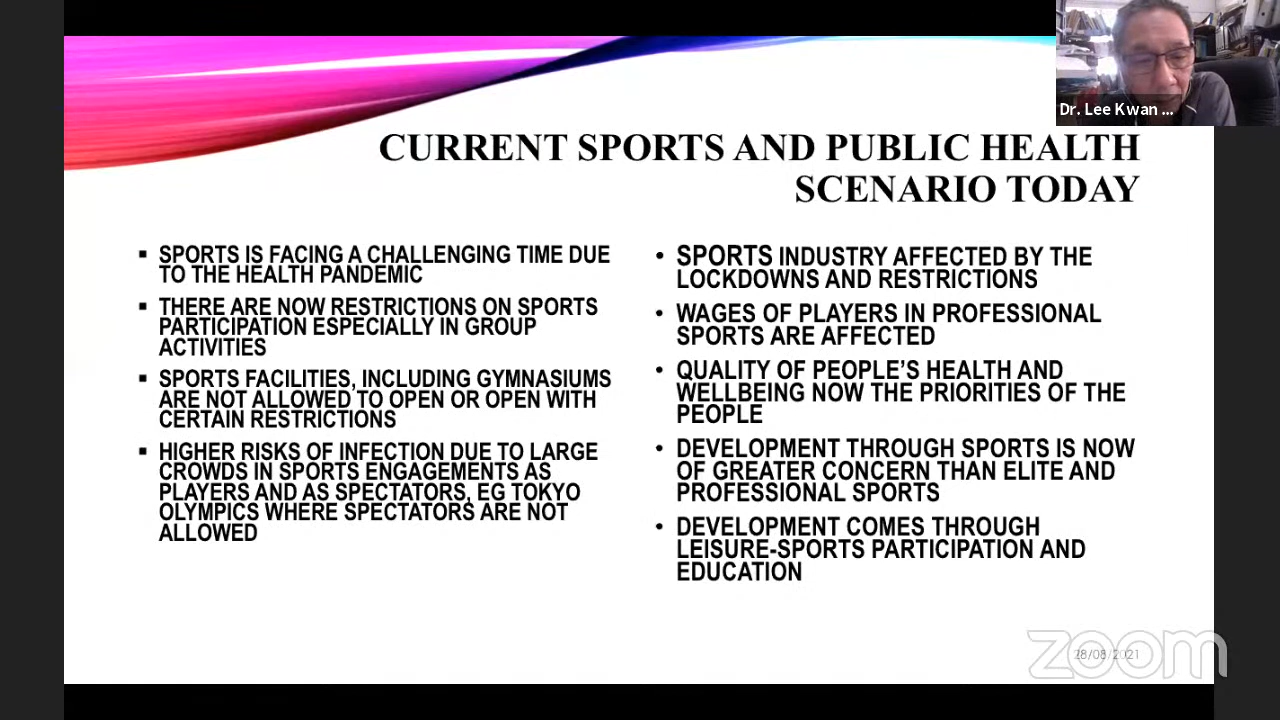 Dr. Lee Kwan ...
CURRENT SPORTS AND PUBLIC HEALTH
SCENARIO TODAY
▪ SPORTS IS FACING A CHALLENGING TIME DUE
TO THE HEALTH PANDEMIC
▪ THERE ARE NOW RESTRICTIONS ON SPORTS
PARTICIPATION ESPECIALLY IN GROUP
ACTIVITIES
▪ SPORTS FACILITIES, INCLUDING GYMNASIUMS
ARE NOT ALLOWED TO OPEN OR OPEN WITH
CERTAIN RESTRICTIONS
▪ HIGHER RISKS OF INFECTION DUE TO LARGE
CROWDS IN SPORTS ENGAGEMENTS AS
PLAYERS AND AS SPECTATORS, EG TOKYO
OLYMPICS WHERE SPECTATORS ARE NOT
ALLOWED
• SPORTS INDUSTRY AFFECTED BY THE
LOCKDOWNS AND RESTRICTIONS
• WAGES OF PLAYERS IN PROFESSIONAL
SPORTS ARE AFFECTED
• QUALITY OF PEOPLE’S HEALTH AND
WELLBEING NOW THE PRIORITIES OF THE
PEOPLE
• DEVELOPMENT THROUGH SPORTS IS NOW
OF GREATER CONCERN THAN ELITE AND
PROFESSIONAL SPORTS
• DEVELOPMENT COMES THROUGH
LEISURE-SPORTS PARTICIPATION AND
EDUCATION
28/08/2021
zoom